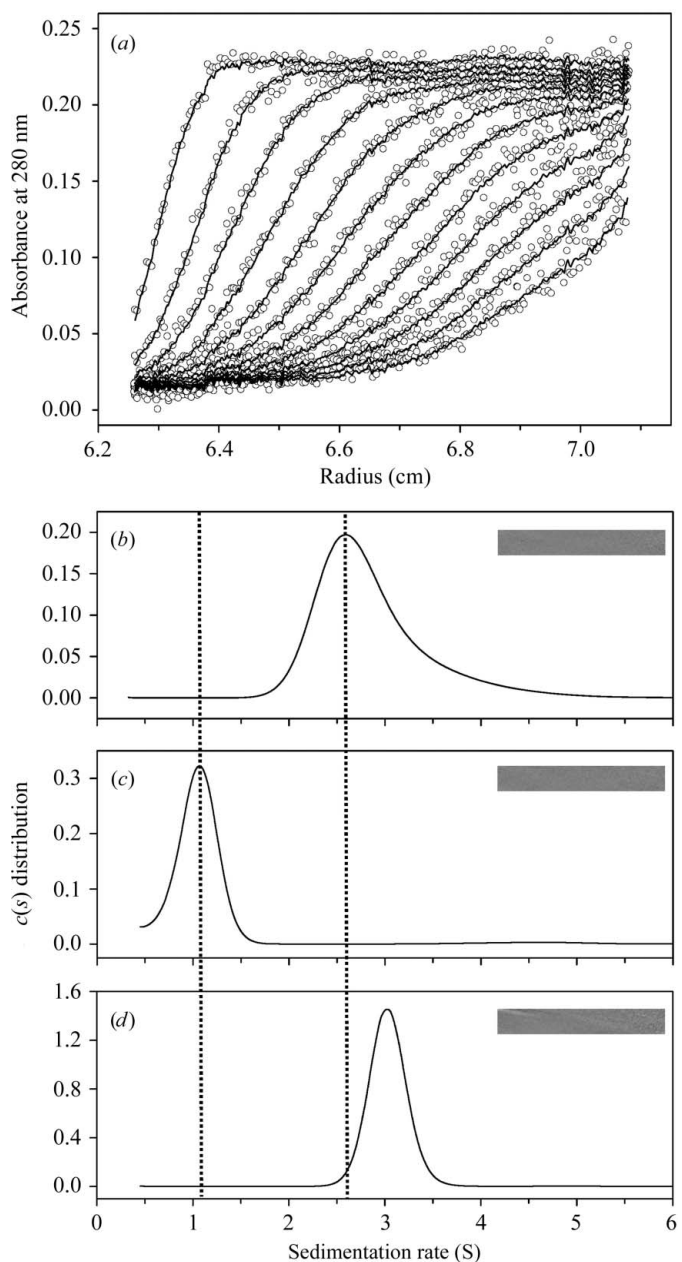 (a)
0.25
0.20
0.15
0.10
0.05
0.00
Absorbance at 280 nm
6.2 6.4 6.6 6.8 7.0
Radius (cm)
(b)
0.20
0.15
0.10
0.05
0.00
(c)
0.3
0.2
0.1
0.0
c(s) distribution
(d)
1.6
1.2
0.8
0.4
0.0
0 1 2 3 4 5 6
Sedimentation rate (S)